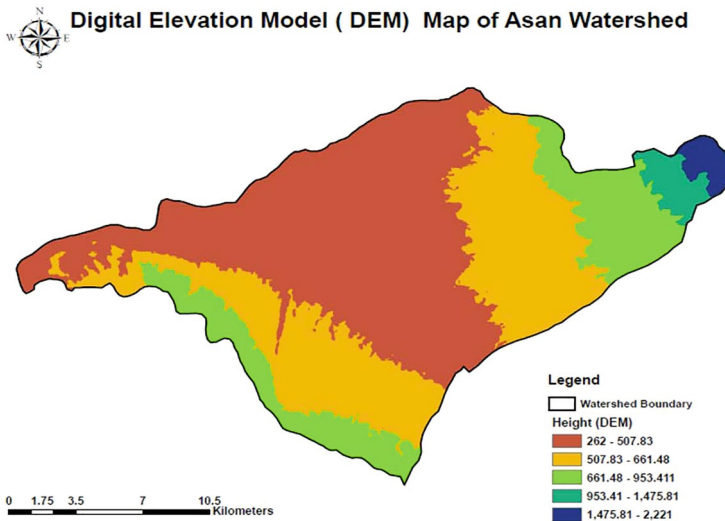 Digital Elevation Model ( DEM) Map of Asan Watershed
N
W E
S
Legend
Watershed Boundary
Height (DEM)
262 - 507.83
507.83 - 661.48
661.48 - 953.411
953.41 - 1,475.81
1,475.81 - 2,221
0 1.75 3.5 7 10.5
Kilometers